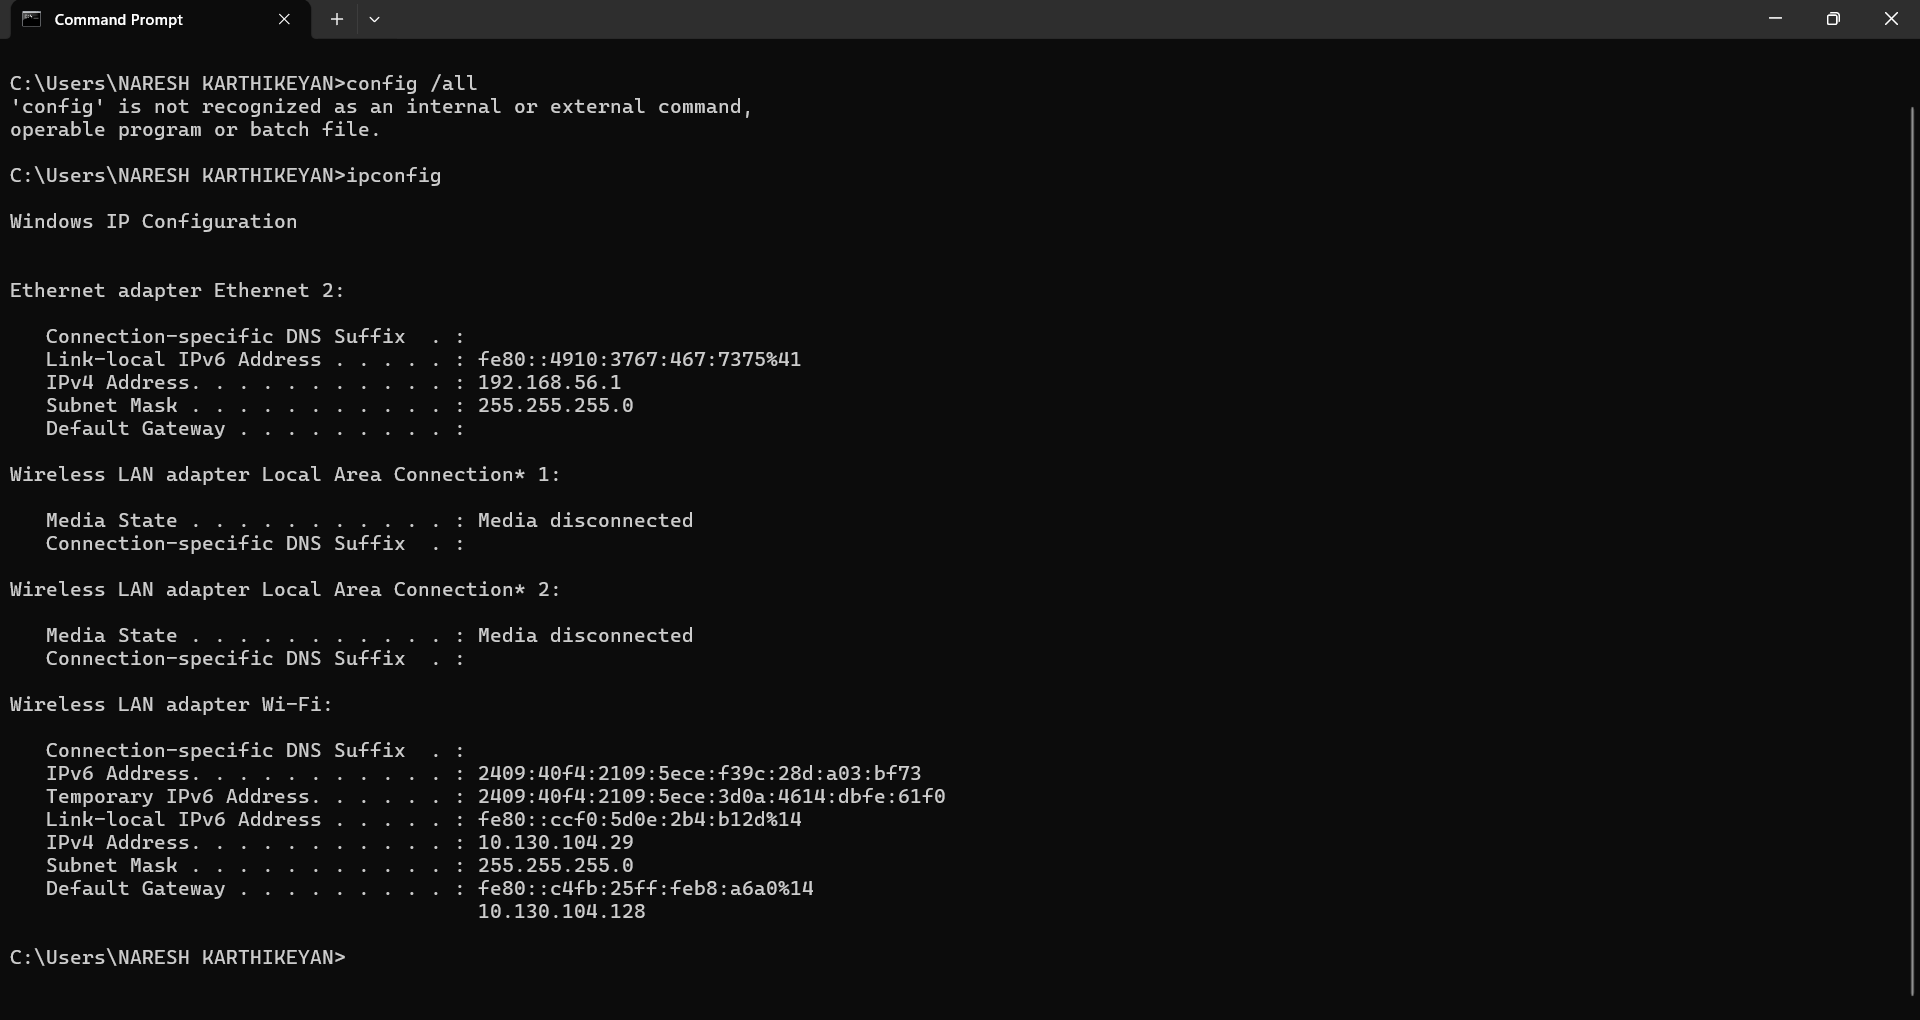 Command Prompt
C:\Users\NARESH KARTHIKEYAN>config /all
'config' is not recognized as an internal or external command,
operable program or batch file.
C:\Users\NARESH KARTHIKEYAN>ipconfig
Windows IP Configuration
Ethernet adapter Ethernet 2:
   Connection-specific DNS Suffix  . :
   Link-local IPv6 Address . . . . . : fe80::4910:3767:467:7375%41
   IPv4 Address. . . . . . . . . . . : 192.168.56.1
   Subnet Mask . . . . . . . . . . . : 255.255.255.0
   Default Gateway . . . . . . . . . :
Wireless LAN adapter Local Area Connection* 1:
   Media State . . . . . . . . . . . : Media disconnected
   Connection-specific DNS Suffix  . :
Wireless LAN adapter Local Area Connection* 2:
   Media State . . . . . . . . . . . : Media disconnected
   Connection-specific DNS Suffix  . :
Wireless LAN adapter Wi-Fi:
   Connection-specific DNS Suffix  . :
   IPv6 Address. . . . . . . . . . . : 2409:40f4:2109:5ece:f39c:28d:a03:bf73
   Temporary IPv6 Address. . . . . . : 2409:40f4:2109:5ece:3d0a:4614:dbfe:61f0
   Link-local IPv6 Address . . . . . : fe80::ccf0:5d0e:2b4:b12d%14
   IPv4 Address. . . . . . . . . . . : 10.130.104.29
   Subnet Mask . . . . . . . . . . . : 255.255.255.0
   Default Gateway . . . . . . . . . : fe80::c4fb:25ff:feb8:a6a0%14
                                       10.130.104.128
C:\Users\NARESH KARTHIKEYAN>